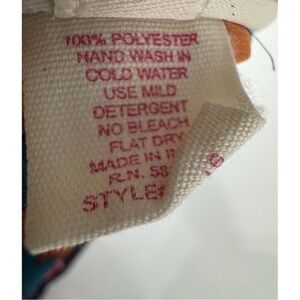 100% POLYESTER
HAND WASH IN
COLD WATER
USE MILD
DETERGENT
NO BLEACH
FLAT DRY
MADE IN
R.N. 58
STYLE#